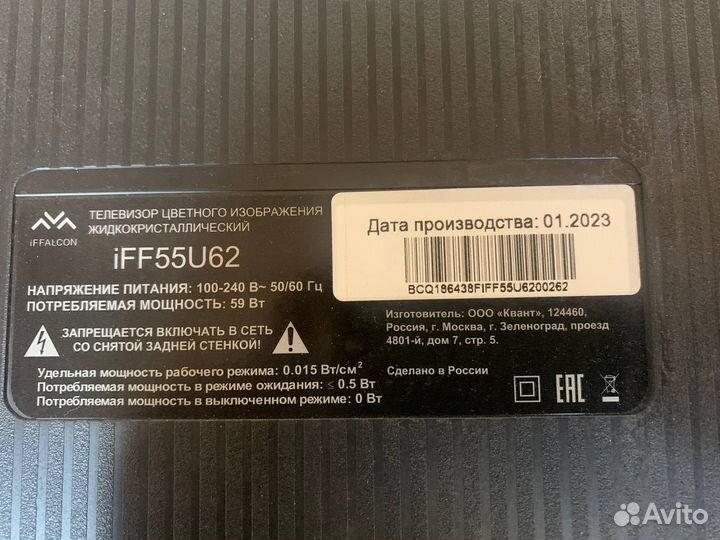 iFFALCON
ТЕЛЕВИЗОР ЦВЕТНОГО ИЗОБРАЖЕНИЯ
ЖИДКОКРИСТАЛЛИЧЕСКИЙ
iFF55U62
НАПРЯЖЕНИЕ ПИТАНИЯ: 100-240 В~ 50/60 Гц
ПОТРЕБЛЯЕМАЯ МОЩНОСТЬ: 59 Вт
ЗАПРЕЩАЕТСЯ ВКЛЮЧАТЬ В СЕТЬ
СО СНЯТОЙ ЗАДНЕЙ СТЕНКОЙ!
Удельная мощность рабочего режима: 0.015 Вт/см²
Потребляемая мощность в режиме ожидания: ≤ 0.5 Вт
Потребляемая мощность в выключенном режиме: 0 Вт
Дата производства: 01.2023
BCQ186438FIFF55U6200262
Изготовитель: ООО «Квант», 124460,
Россия, г. Москва, г. Зеленоград, проезд
4801-й, дом 7, стр. 5.
Сделано в России
EAC
Avito